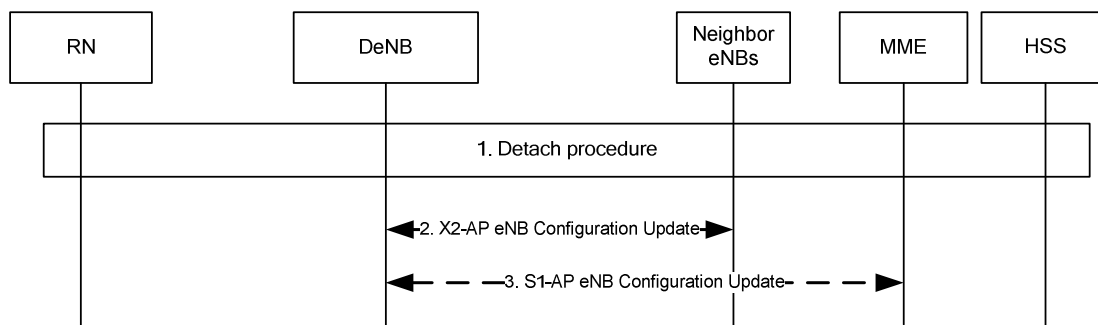 RN
DeNB
Neighbor
eNBs
MME
HSS
1. Detach procedure
2. X2-AP eNB Configuration Update
3. S1-AP eNB Configuration Update